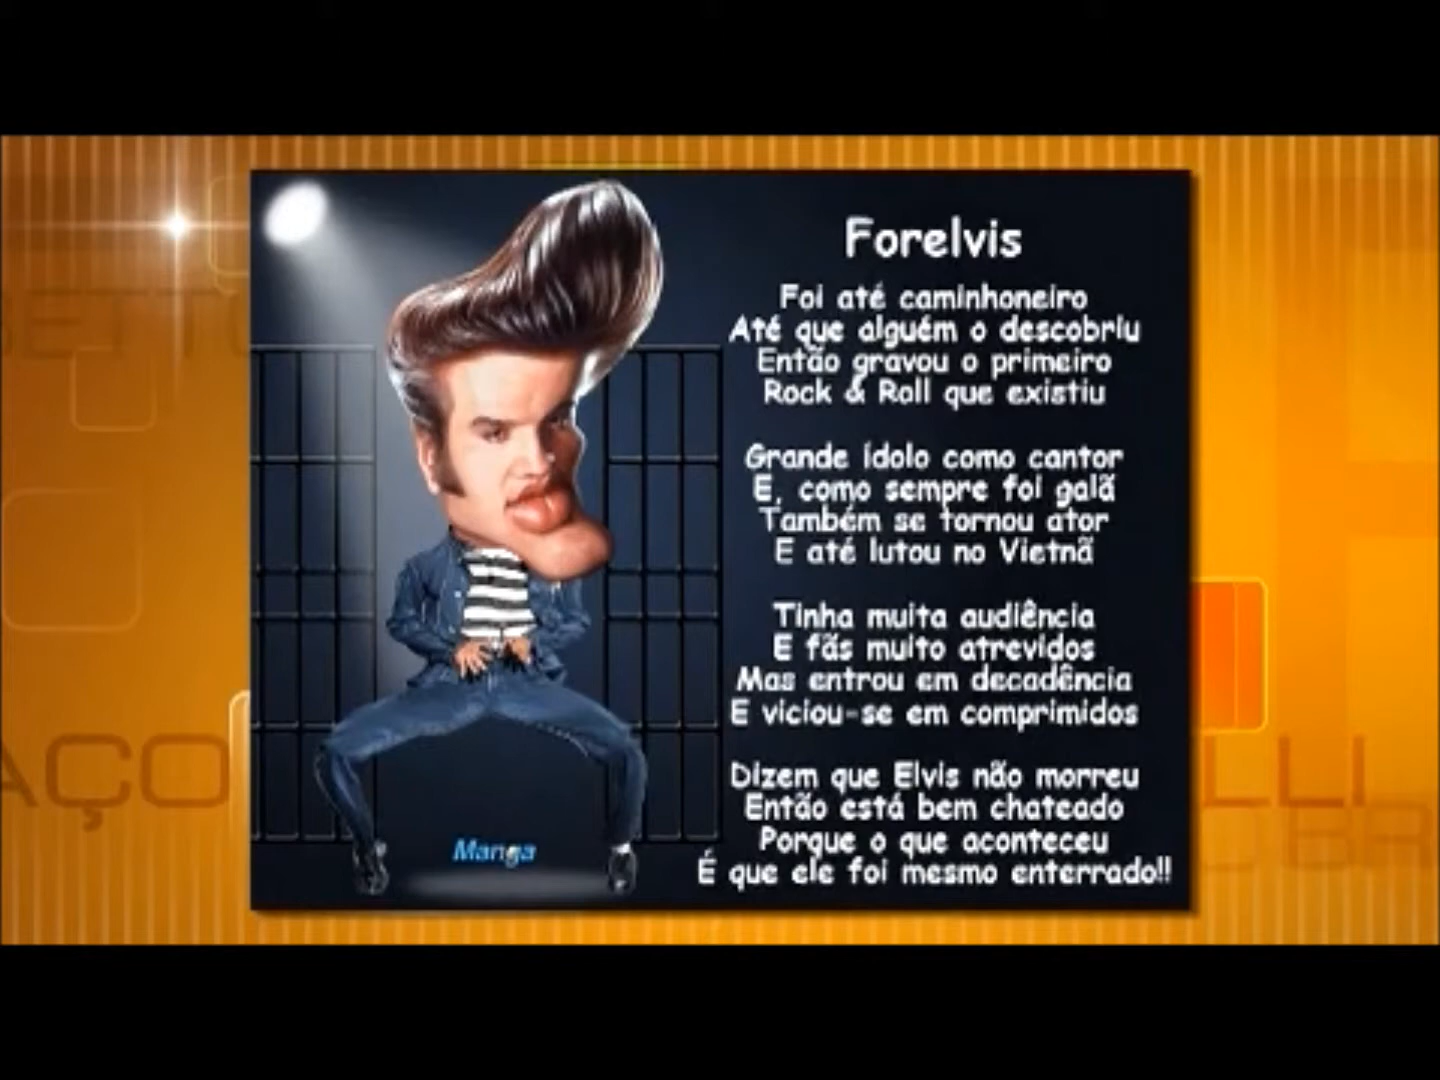 Forelvis
Foi até caminhoneiro
Até que alguém o descobriu
Então gravou o primeiro
Rock & Roll que existiu
Grande ídolo como cantor
E, como sempre foi galã
Também se tornou ator
E até lutou no Vietnã
Tinha muita audiência
E fãs muito atrevidos
Mas entrou em decadência
E viciou-se em comprimidos
Dizem que Elvis não morreu
Então está bem chateado
Porque o que aconteceu
É que ele foi mesmo enterrado!!
Manga